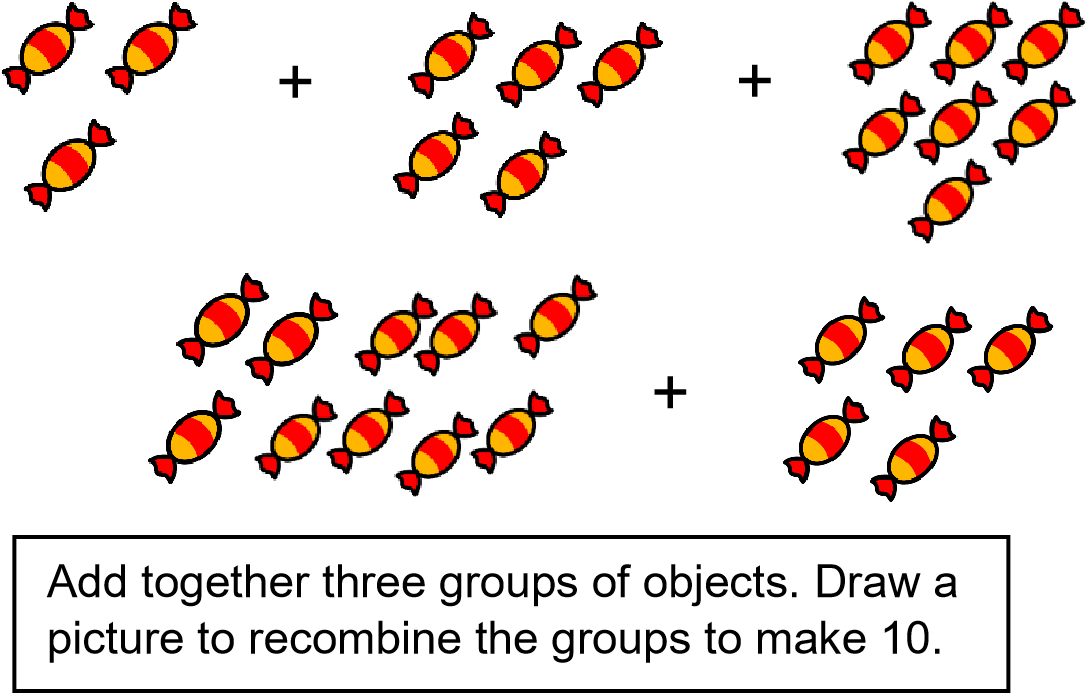 + +
+
Add together three groups of objects. Draw a
picture to recombine the groups to make 10.